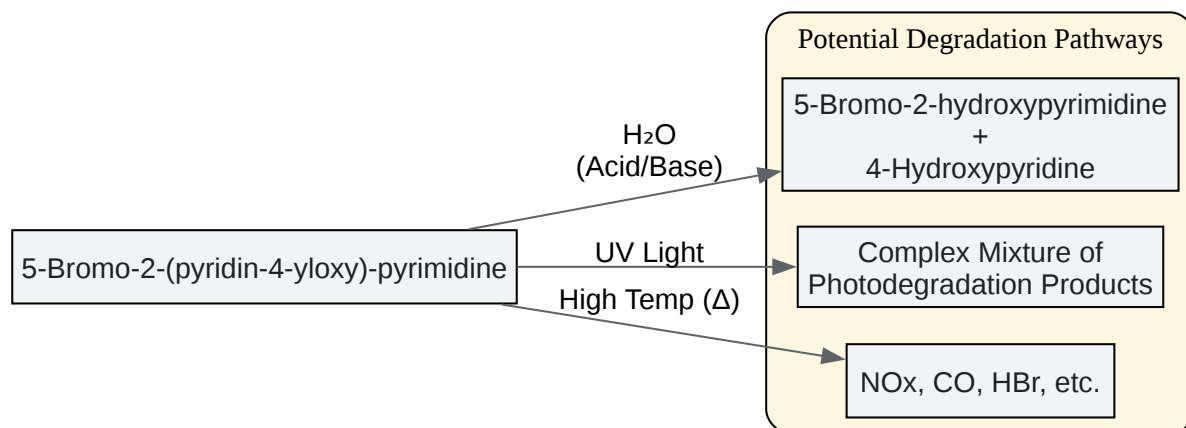 Potential Degradation Pathways
5-Bromo-2-hydroxypyrimidine
+
4-Hydroxypyridine
H₂O
(Acid/Base)
5-Bromo-2-(pyridin-4-yloxy)-pyrimidine
UV Light
Complex Mixture of
Photodegradation Products
High Temp (Δ)
NOx, CO, HBr, etc.